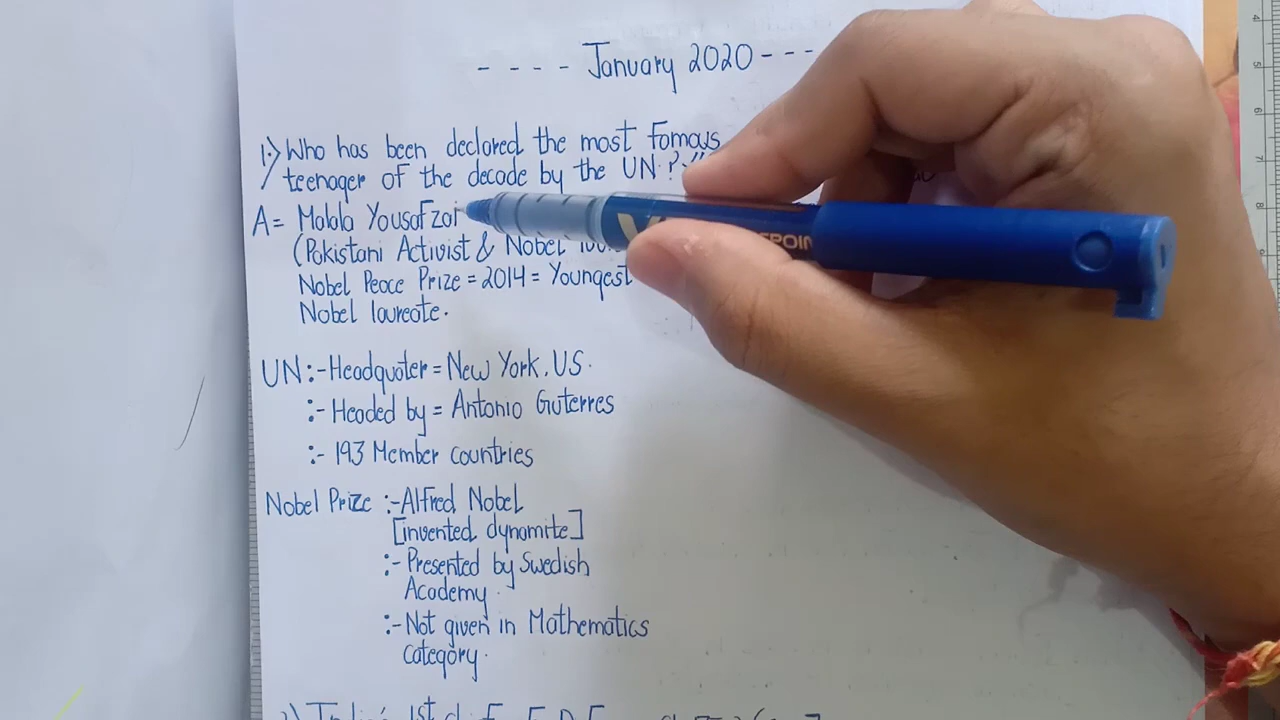 - - - - January 2020 - - -
1:> Who has been declared the most Famous
teenager of the decade by the UN ?
A = Malala Yousafzai
(Pakistani Activist & Nobel
Nobel Peace Prize = 2014 = Youngest
Nobel laureate.
UN :- Headquater = New York, US.
:- Headed by = Antonio Guterres
:- 193 Member countries
Nobel Prize :- Alfred Nobel
[invented dynamite]
:- Presented by Swedish
Academy.
:- Not given in Mathematics
category.